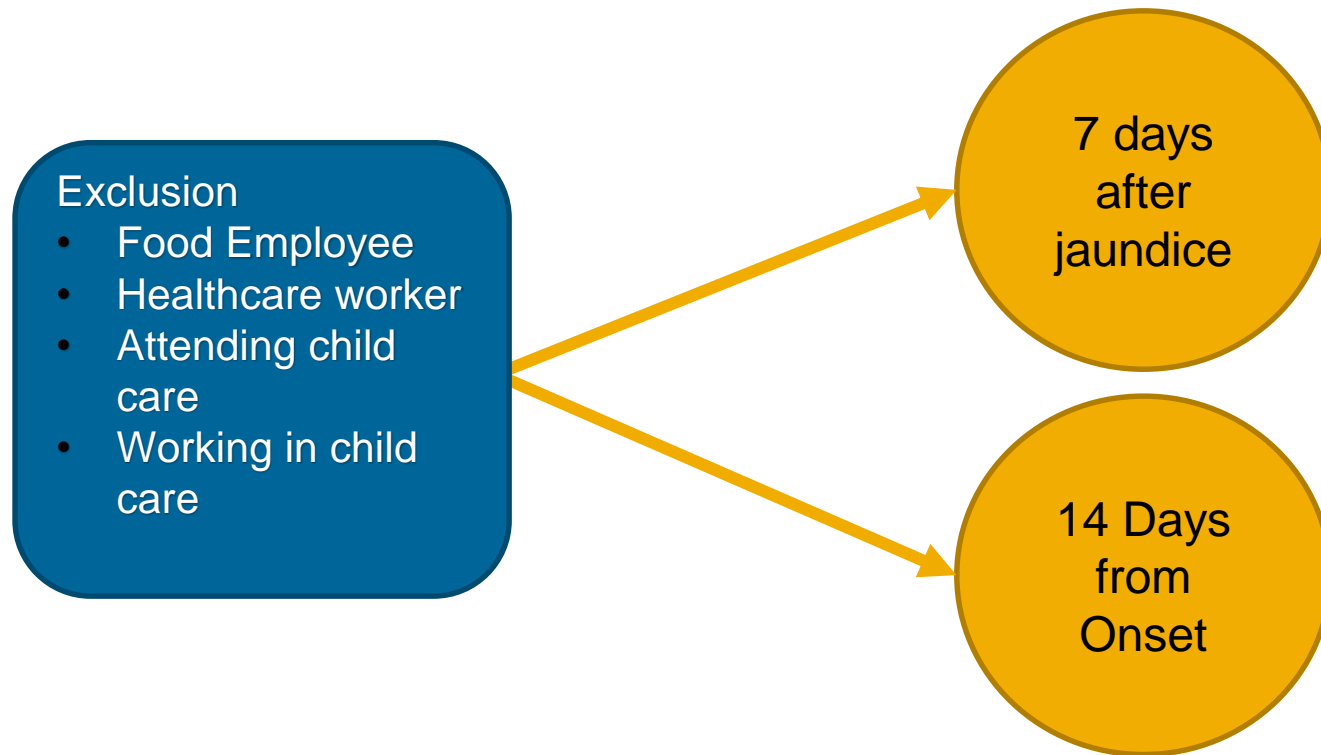 Exclusion
• Food Employee
• Healthcare worker
• Attending child
care
• Working in child
care
7 days
after
jaundice
14 Days
from
Onset